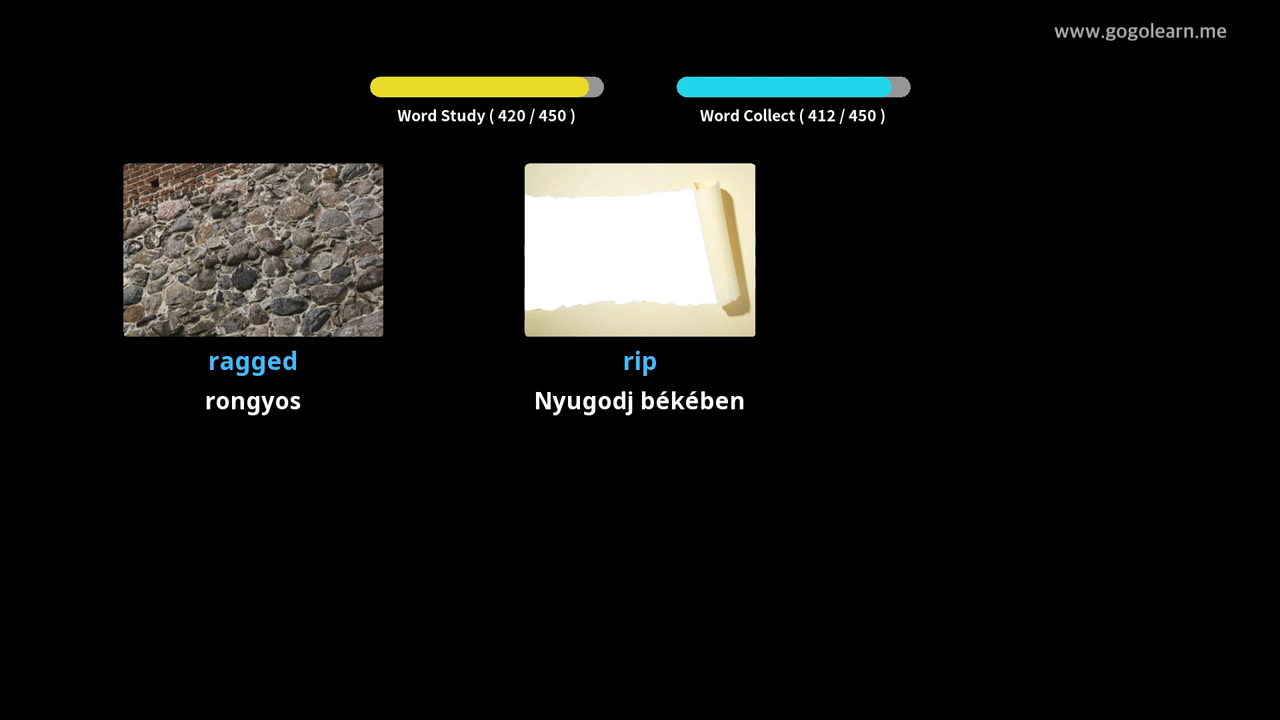 www.gogolearn.me
Word Study ( 420 / 450 )
Word Collect ( 412 / 450 )
ragged
rongyos
rip
Nyugodj békében